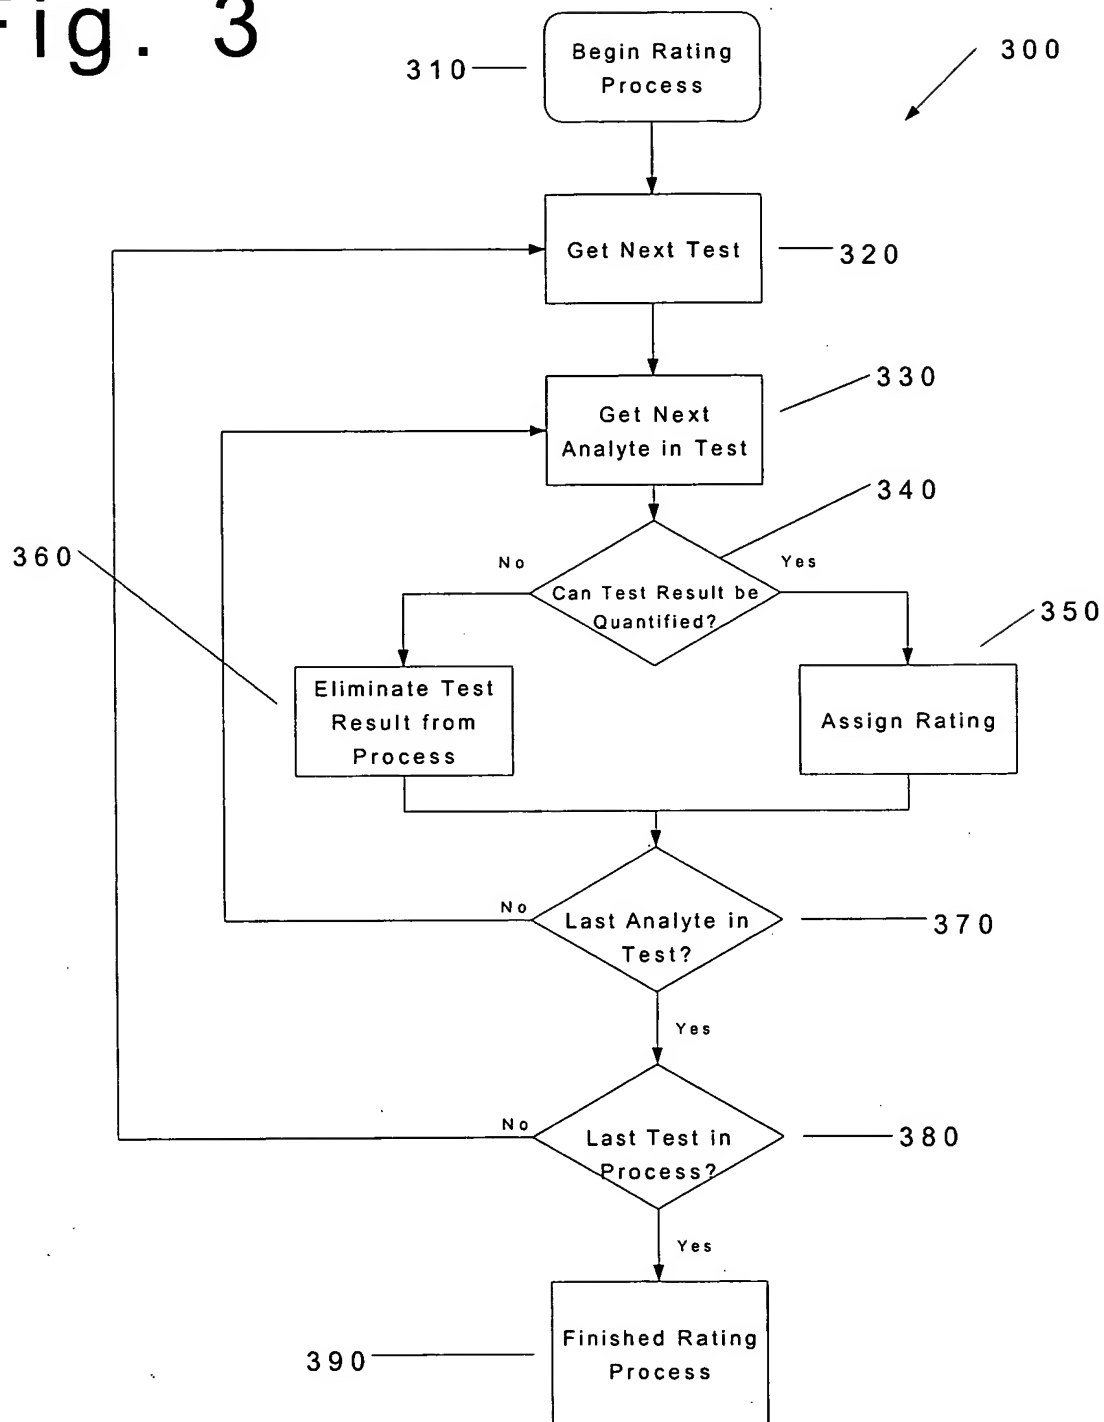 Fig. 3
Begin Rating
Process
310
300
Get Next Test
320
330
Get Next
Analyte in Test
340
360
No
Yes
Can Test Result be
Quantified?
350
Eliminate Test
Result from
Process
Assign Rating
No
Last Analyte in
Test?
370
Yes
No
Last Test in
Process?
380
Yes
Finished Rating
Process
390